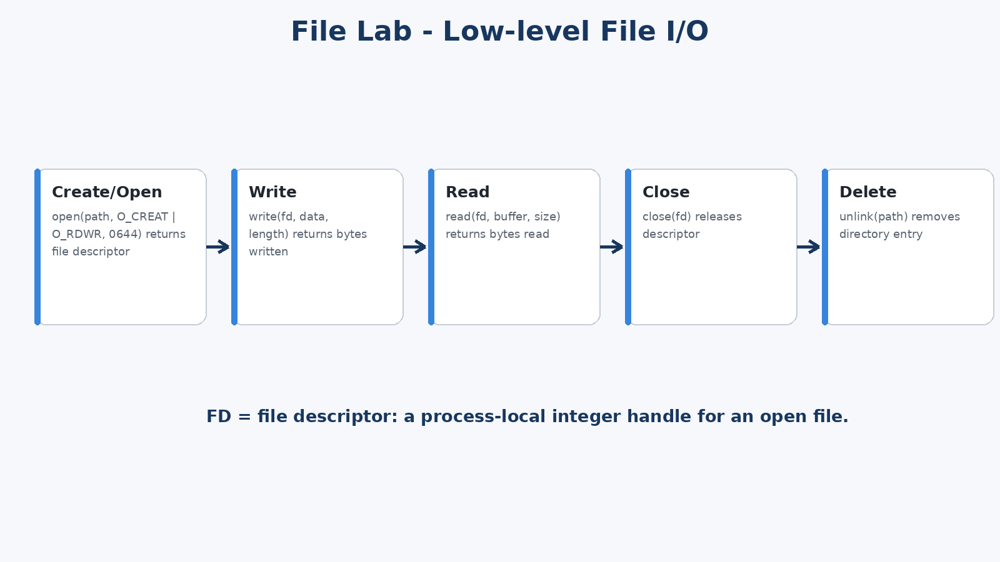 File Lab - Low-level File I/O
Create/Open
open(path, O_CREAT |
O_RDWR, 0644) returns
file descriptor
Write
write(fd, data,
length) returns bytes
written
Read
read(fd, buffer, size)
returns bytes read
Close
close(fd) releases
descriptor
Delete
unlink(path) removes
directory entry
FD = file descriptor: a process-local integer handle for an open file.